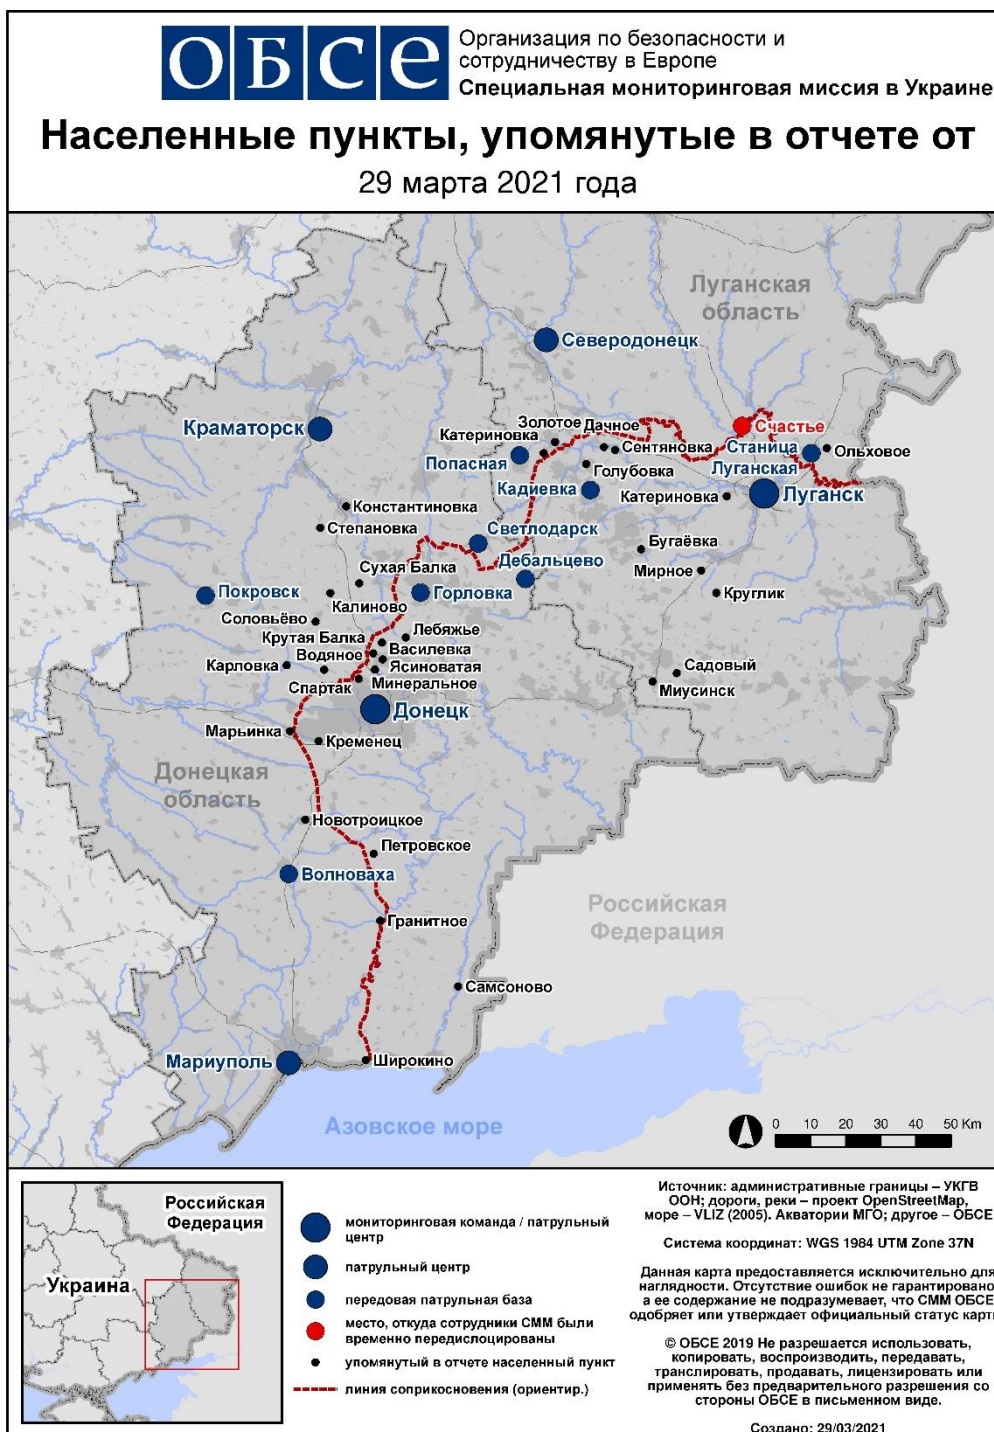 ОБСЕ
Организация по безопасности и
сотрудничеству в Европе
Специальная мониторинговая миссия в Украине
Населенные пункты, упомянутые в отчете от
29 марта 2021 года
Луганская
область
Северодонецк
Краматорск
Золотое
Дачное
Катериновка
Счастье
Сентяновка
Станица
Луганская
Ольховое
Попасная
Голубовка
Кадиевка
Катериновка
Луганск
Константиновка
Степановка
Светлодарск
Бугаёвка
Дебальцево
Сухая Балка
Мирное
Покровск
Калиново
Горловка
Круглик
Соловьёво
Лебяжье
Крутая Балка
Василевка
Водяное
Карловка
Ясиноватая
Садовый
Спартак
Минеральное
Миусинск
Донецк
Марьинка
Кременец
Донецкая
область
Новотроицкое
Петровское
Волноваха
Российская
Федерация
Гранитное
Самсоново
Мариуполь
Широкино
Азовское море
0 10 20 30 40 50 Km
Российская
Федерация
Украина
мониторинговая команда / патрульный
центр
патрульный центр
передовая патрульная база
место, откуда сотрудники СММ были
временно передислоцированы
упомянутый в отчете населенный пункт
линия соприкосновения (ориентир.)
Источник: административные границы – УКГВ
ООН; дороги, реки – проект OpenStreetMap,
море – VLIZ (2005). Акватории МГО; другое – ОБСЕ
Система координат: WGS 1984 UTM Zone 37N
Данная карта предоставляется исключительно для
наглядности. Отсутствие ошибок не гарантировано
а ее содержание не подразумевает, что СММ ОБСЕ
одобряет или утверждает официальный статус карт
© ОБСЕ 2019 Не разрешается использовать,
копировать, воспроизводить, передавать,
транслировать, продавать, лицензировать или
применять без предварительного разрешения со
стороны ОБСЕ в письменном виде.
Создано: 29/03/2021